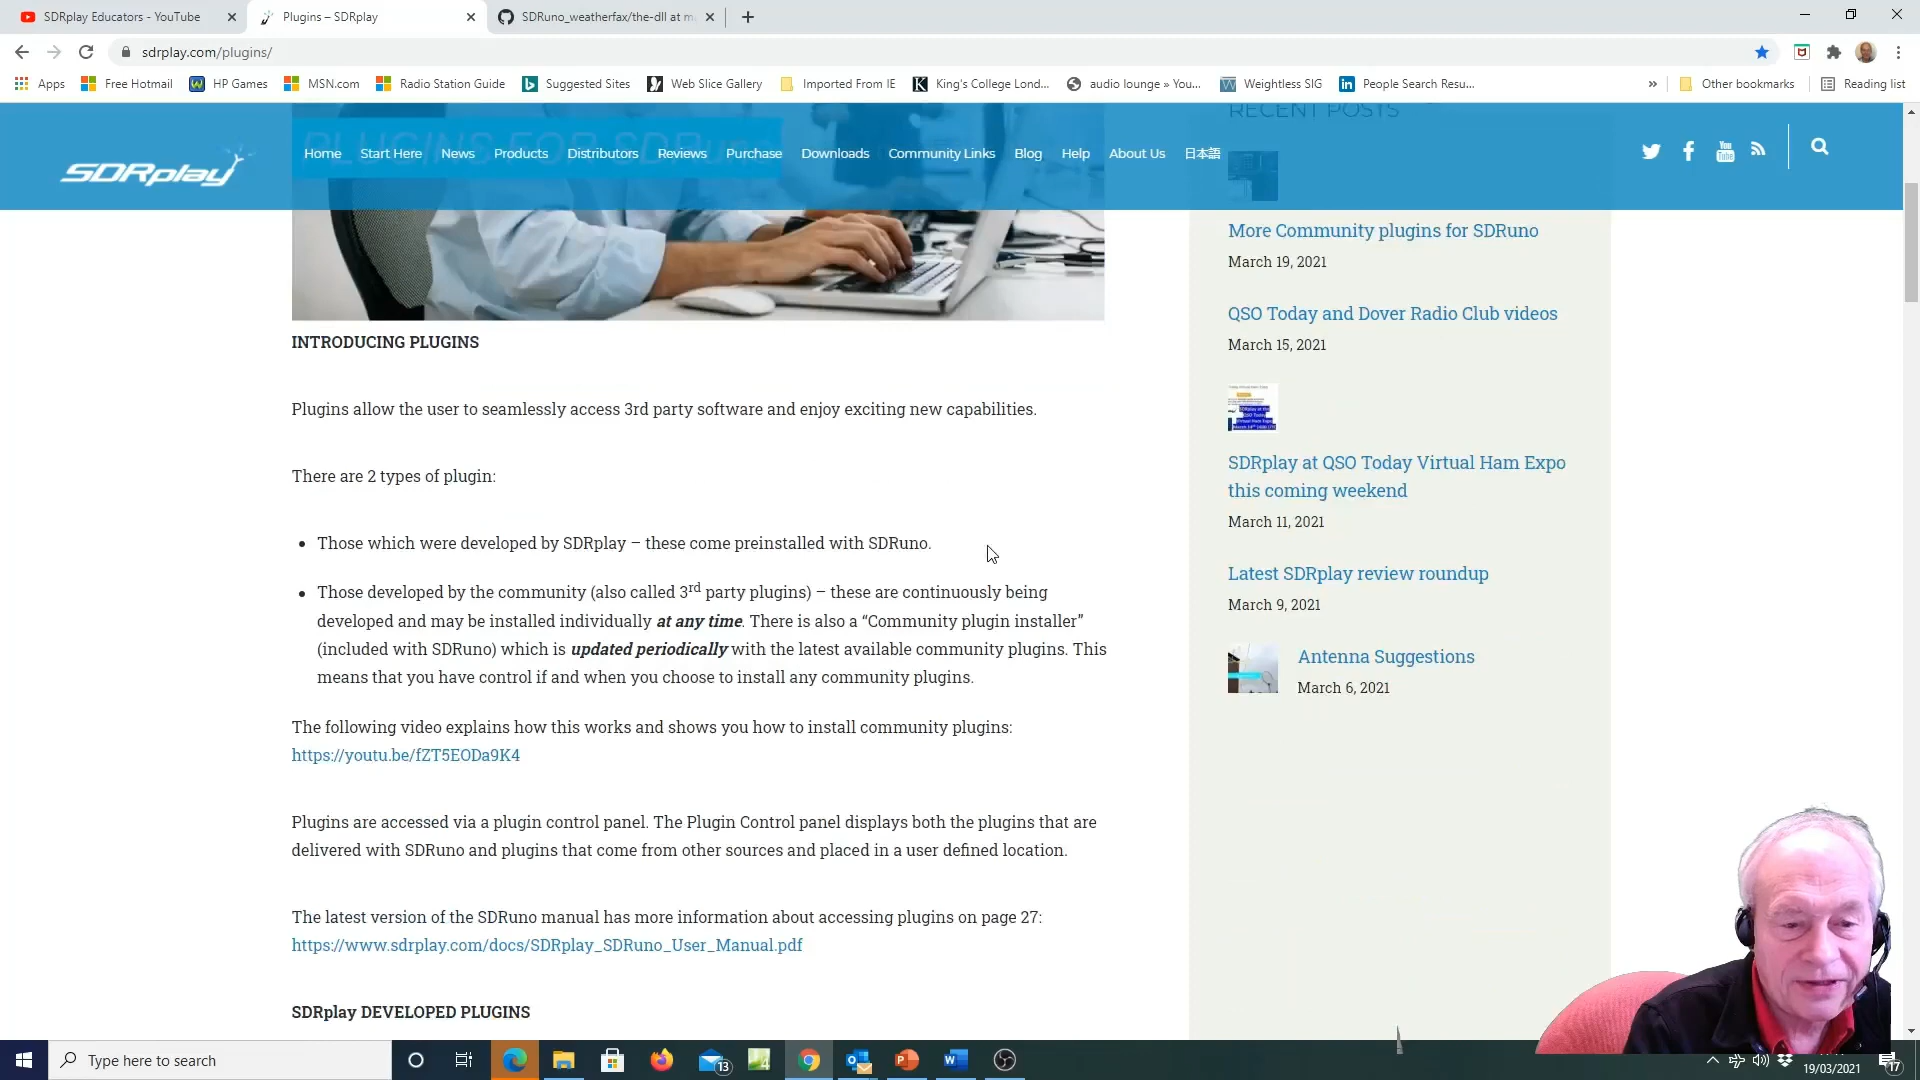 SDRplay Educators - YouTube
Plugins – SDRplay
SDRuno_weatherfax/the-dll at m
sdrplay.com/plugins/
Apps
Free Hotmail
HP Games
MSN.com
Radio Station Guide
Suggested Sites
Web Slice Gallery
Imported From IE
King's College Lond...
audio lounge » You...
Weightless SIG
People Search Resu...
»
Other bookmarks
Reading list
SDRplay
PLUGINS FOR SDRuno
Home
Start Here
News
Products
Distributors
Reviews
Purchase
Downloads
Community Links
Blog
Help
About Us
日本語
RECENT POSTS
More Community plugins for SDRuno
March 19, 2021
QSO Today and Dover Radio Club videos
March 15, 2021
SDRplay at QSO Today Virtual Ham Expo
this coming weekend
March 11, 2021
Latest SDRplay review roundup
March 9, 2021
Antenna Suggestions
March 6, 2021
INTRODUCING PLUGINS
Plugins allow the user to seamlessly access 3rd party software and enjoy exciting new capabilities.
There are 2 types of plugin:
• Those which were developed by SDRplay – these come preinstalled with SDRuno.
• Those developed by the community (also called 3rd party plugins) – these are continuously being
developed and may be installed individually at any time. There is also a “Community plugin installer”
(included with SDRuno) which is updated periodically with the latest available community plugins. This
means that you have control if and when you choose to install any community plugins.
The following video explains how this works and shows you how to install community plugins:
https://youtu.be/fZT5EODa9K4
Plugins are accessed via a plugin control panel. The Plugin Control panel displays both the plugins that are
delivered with SDRuno and plugins that come from other sources and placed in a user defined location.
The latest version of the SDRuno manual has more information about accessing plugins on page 27:
https://www.sdrplay.com/docs/SDRplay_SDRuno_User_Manual.pdf
SDRplay DEVELOPED PLUGINS
Type here to search
13
19/03/2021
17